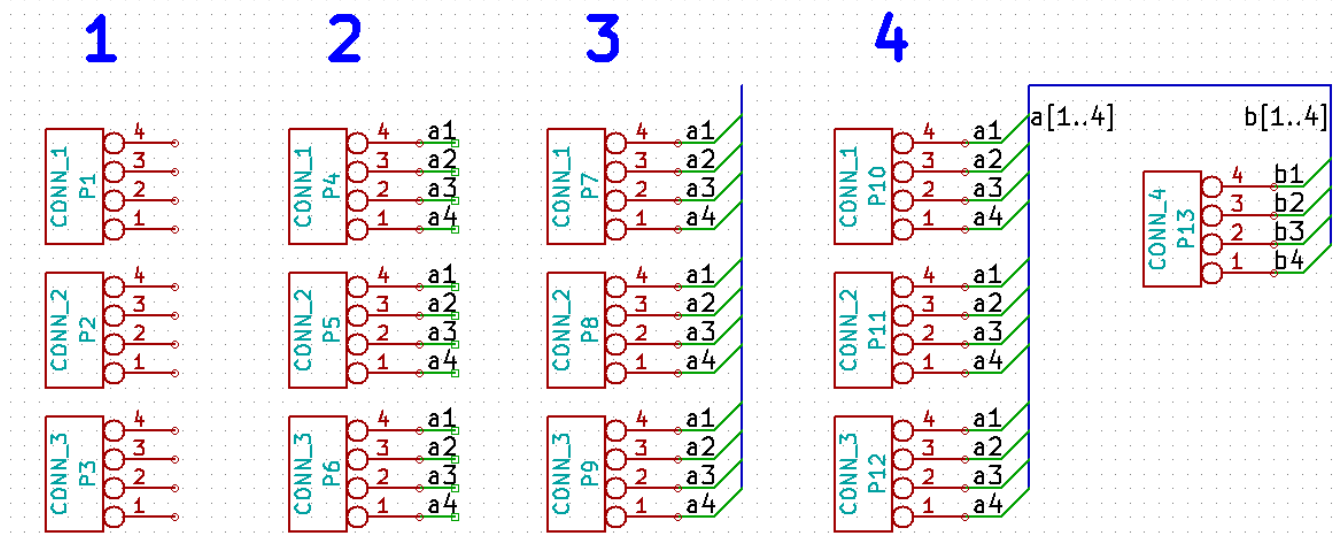 1
2
3
4
CONN_1
P1
4
3
2
1
CONN_2
P2
4
3
2
1
CONN_3
P3
4
3
2
1
CONN_1
P4
4 a1
3 a2
2 a3
1 a4
CONN_2
P5
4 a1
3 a2
2 a3
1 a4
CONN_3
P6
4 a1
3 a2
2 a3
1 a4
CONN_1
P7
4 a1
3 a2
2 a3
1 a4
CONN_2
P8
4 a1
3 a2
2 a3
1 a4
CONN_3
P9
4 a1
3 a2
2 a3
1 a4
CONN_1
P10
4 a1
3 a2
2 a3
1 a4
CONN_2
P11
4 a1
3 a2
2 a3
1 a4
CONN_3
P12
4 a1
3 a2
2 a3
1 a4
a[1..4]
b[1..4]
CONN_4
P13
4 b1
3 b2
2 b3
1 b4